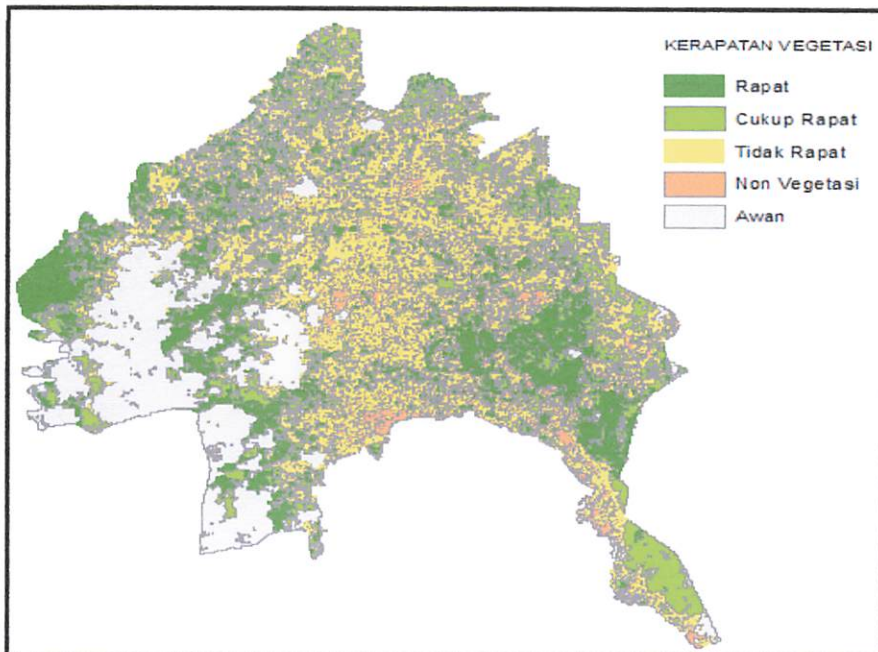 KERAPATAN VEGETASI
Rapat
Cukup Rapat
Tidak Rapat
Non Vegetasi
Awan